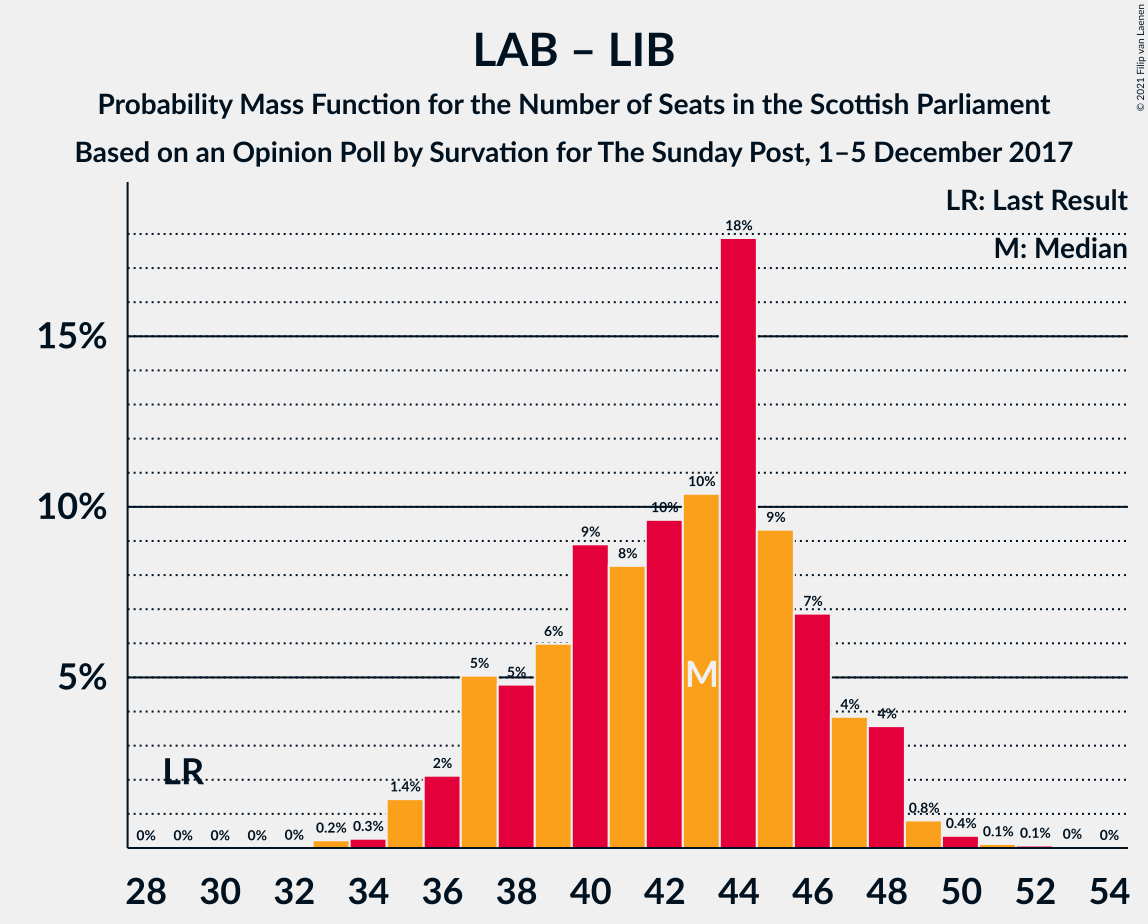 LAB – LIB
Probability Mass Function for the Number of Seats in the Scottish Parliament
Based on an Opinion Poll by Survation for The Sunday Post, 1–5 December 2017
© 2021 Filip van Laenen
LR: Last Result
M: Median
15%
10%
5%
0% 0% 0% 0% 0% 0.2% 0.3% 1.4% 2% 5% 5% 6% 9% 8% 10% 10% 18% 9% 7% 4% 4% 0.8% 0.4% 0.1% 0.1% 0% 0%
M
LR
28 30 32 34 36 38 40 42 44 46 48 50 52 54